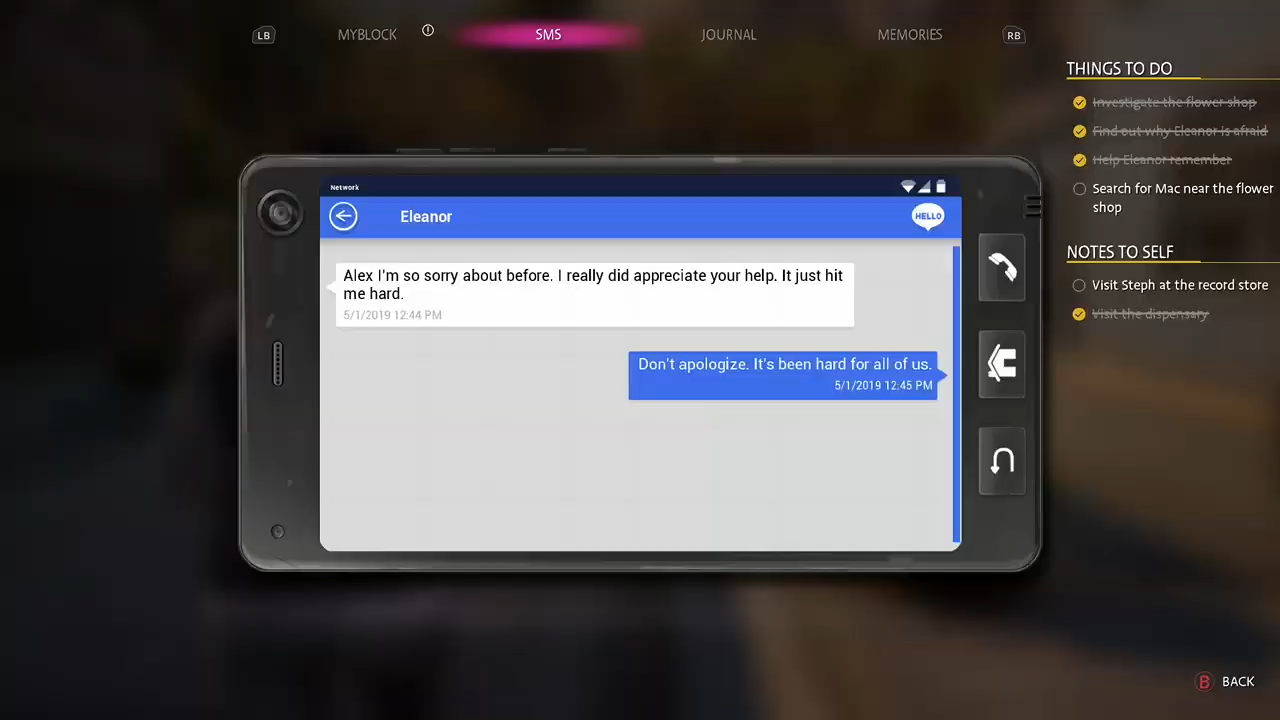 LB MYBLOCK SMS JOURNAL MEMORIES RB
THINGS TO DO
Investigate the flower shop
Find out why Eleanor is afraid
Help Eleanor remember
Search for Mac near the flower
shop
NOTES TO SELF
Visit Steph at the record store
Visit the dispensary
Network
Eleanor
HELLO
Alex I'm so sorry about before. I really did appreciate your help. It just hit
me hard.
5/1/2019 12:44 PM
Don't apologize. It's been hard for all of us.
5/1/2019 12:45 PM
B BACK